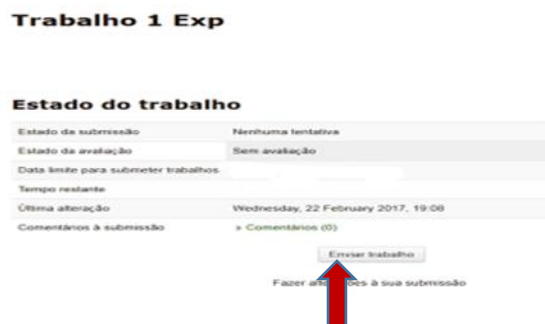 Trabalho 1 Exp
Estado do trabalho
Estado da submissão Nenhuma tentativa
Estado da avaliação Sem avaliação
Data limite para submeter trabalhos
Tempo restante
Última alteração Wednesday, 22 February 2017, 19:08
Comentários à submissão » Comentários (0)
Enviar trabalho
Fazer à sua submissão